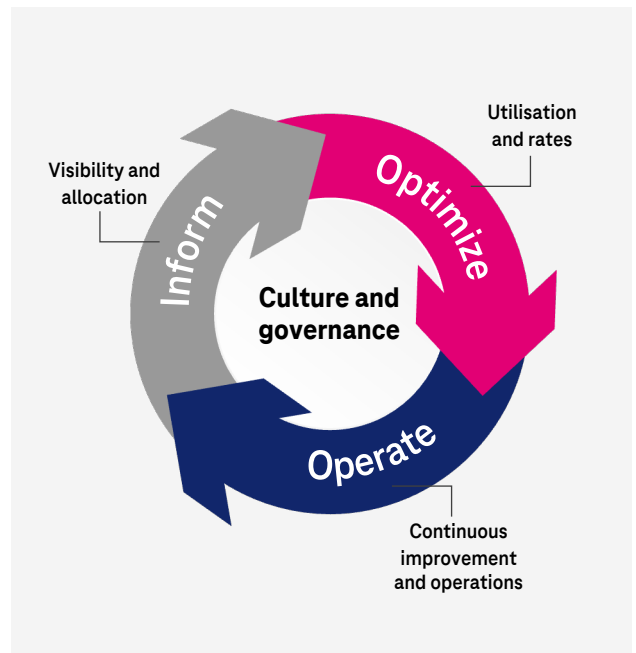 Utilisation
and rates
Optimize
Visibility and
allocation
Inform
Culture and
governance
Operate
Continuous
improvement
and operations